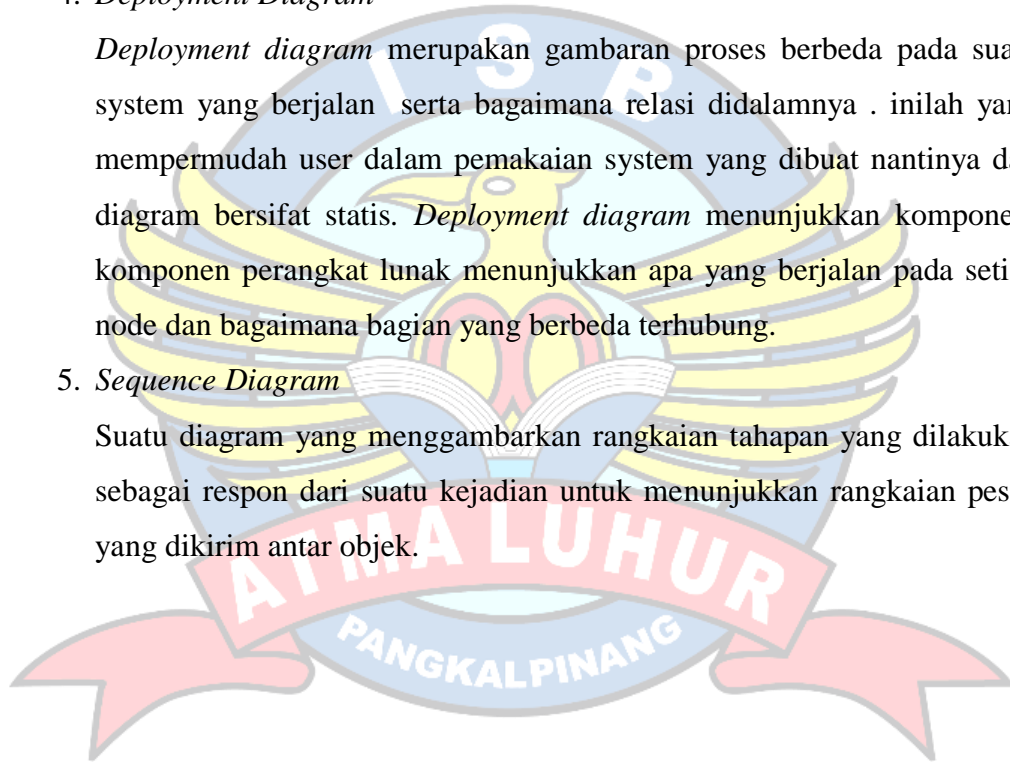 4. Deployment Diagram
Deployment diagram merupakan gambaran proses berbeda pada sua
system yang berjalan serta bagaimana relasi didalamnya . inilah yan
mempermudah user dalam pemakaian system yang dibuat nantinya da
diagram bersifat statis. Deployment diagram menunjukkan kompone
komponen perangkat lunak menunjukkan apa yang berjalan pada seti
node dan bagaimana bagian yang berbeda terhubung.
5. Sequence Diagram
Suatu diagram yang menggambarkan rangkaian tahapan yang dilakuk
sebagai respon dari suatu kejadian untuk menunjukkan rangkaian pes
yang dikirim antar objek.
I S B
ATMA LUHUR
PANGKALPINANG